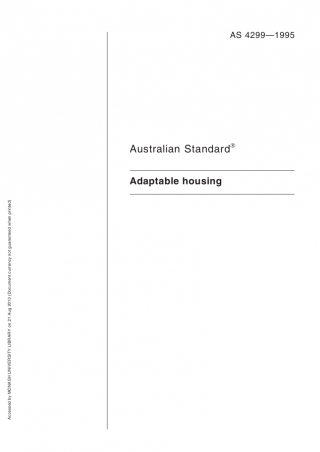 AS 4299—1995
Australian Standard®
Adaptable housing
Accessed by MONASH UNIVERSITY LIBRARY on 21 Aug 2013 (Document currency not guaranteed when printed)